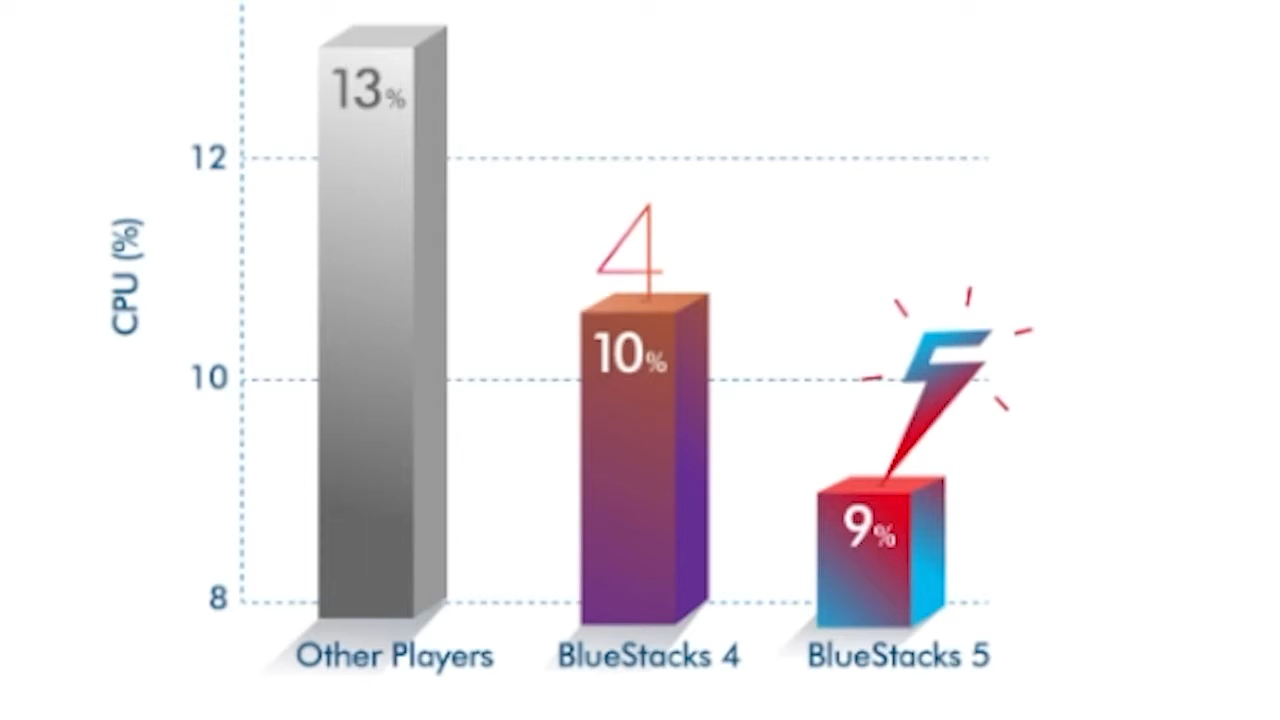 13%
12
4
CPU (%)
10%
10
5
9%
8
Other Players
BlueStacks 4
BlueStacks 5